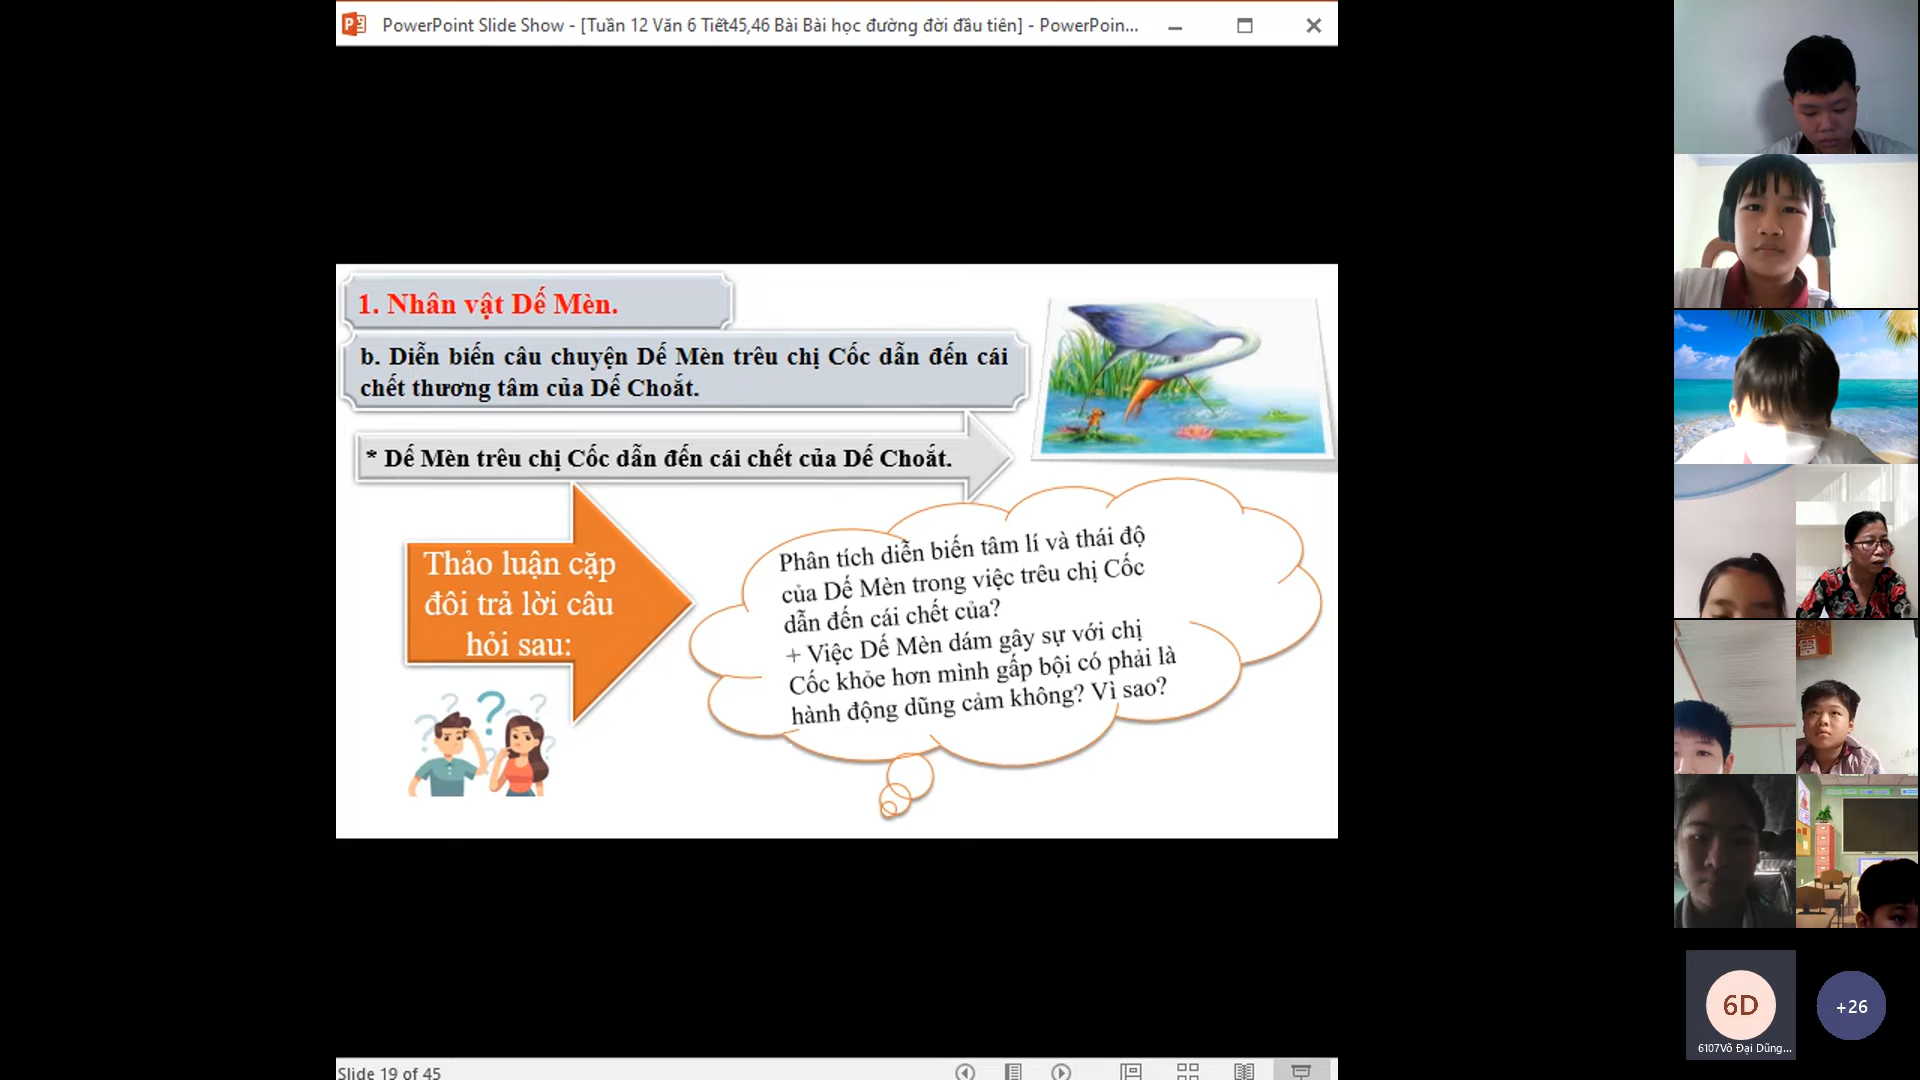 PowerPoint Slide Show - [Tuần 12 Văn 6 Tiết45,46 Bài Bài học đường đời đầu tiên] - PowerPoin...
1. Nhân vật Dế Mèn.
b. Diễn biến câu chuyện Dế Mèn trêu chị Cốc dẫn đến cái
chết thương tâm của Dế Choắt.
* Dế Mèn trêu chị Cốc dẫn đến cái chết của Dế Choắt.
Thảo luận cặp
đôi trả lời câu
hỏi sau:
Phân tích diễn biến tâm lí và thái độ
của Dế Mèn trong việc trêu chị Cốc
dẫn đến cái chết của?
+ Việc Dế Mèn dám gây sự với chị
Cốc khỏe hơn mình gấp bội có phải là
hành động dũng cảm không? Vì sao?
Slide 19 of 45
6D
6107Võ Đại Dũng...
+26